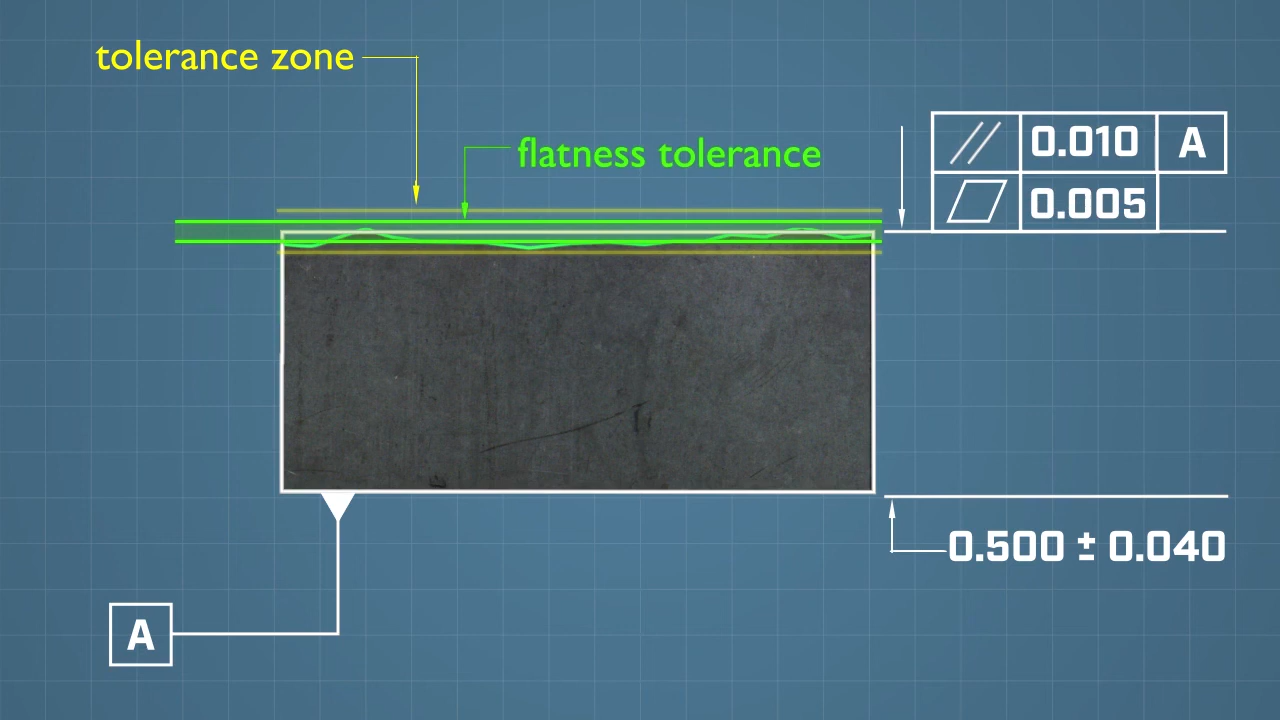 tolerance zone
flatness tolerance
// 0.010 A
0.005
0.500 ± 0.040
A